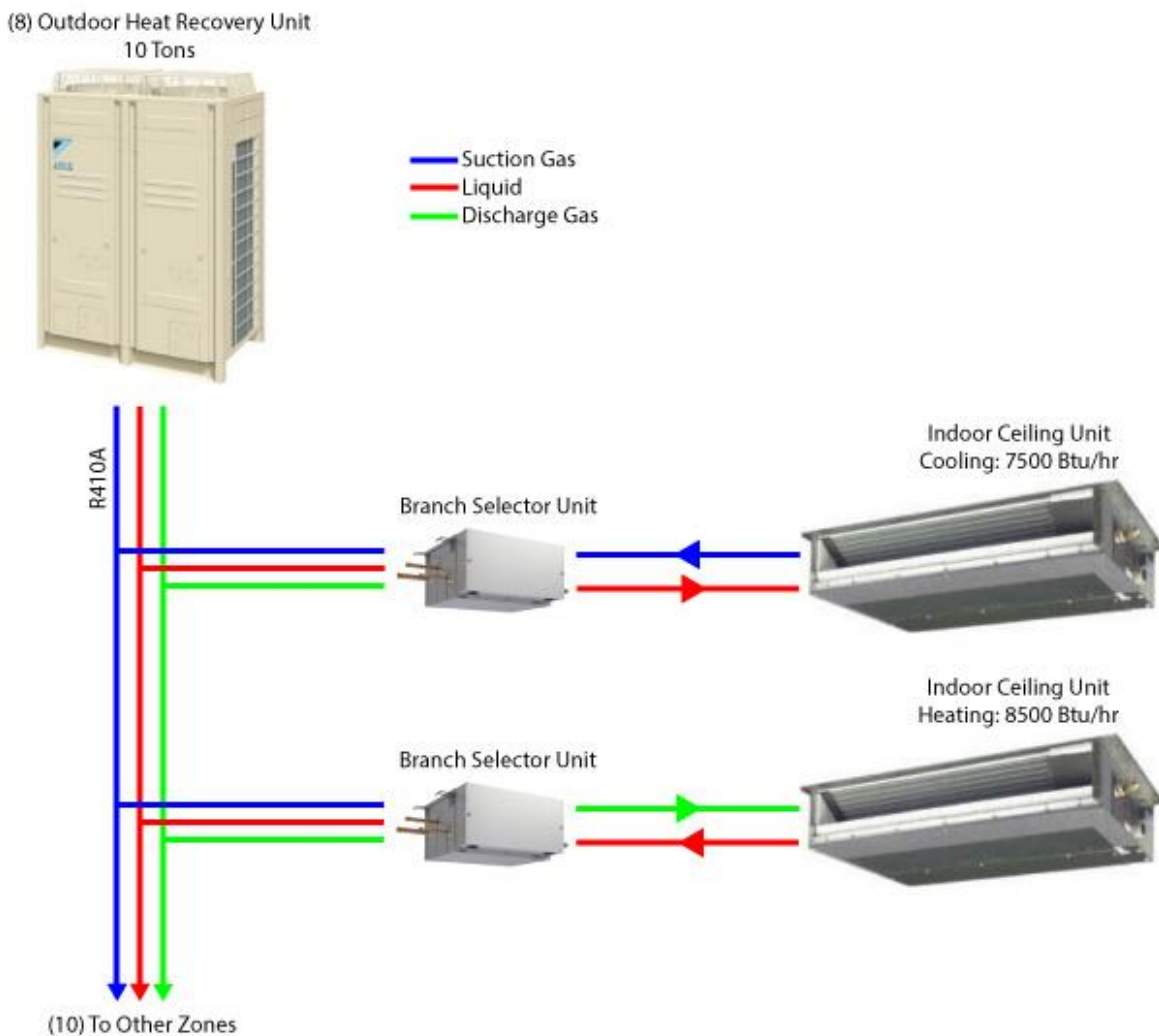 (8) Outdoor Heat Recovery Unit
10 Tons
Suction Gas
Liquid
Discharge Gas
R410A
Indoor Ceiling Unit
Cooling: 7500 Btu/hr
Branch Selector Unit
Indoor Ceiling Unit
Heating: 8500 Btu/hr
Branch Selector Unit
(10) To Other Zones